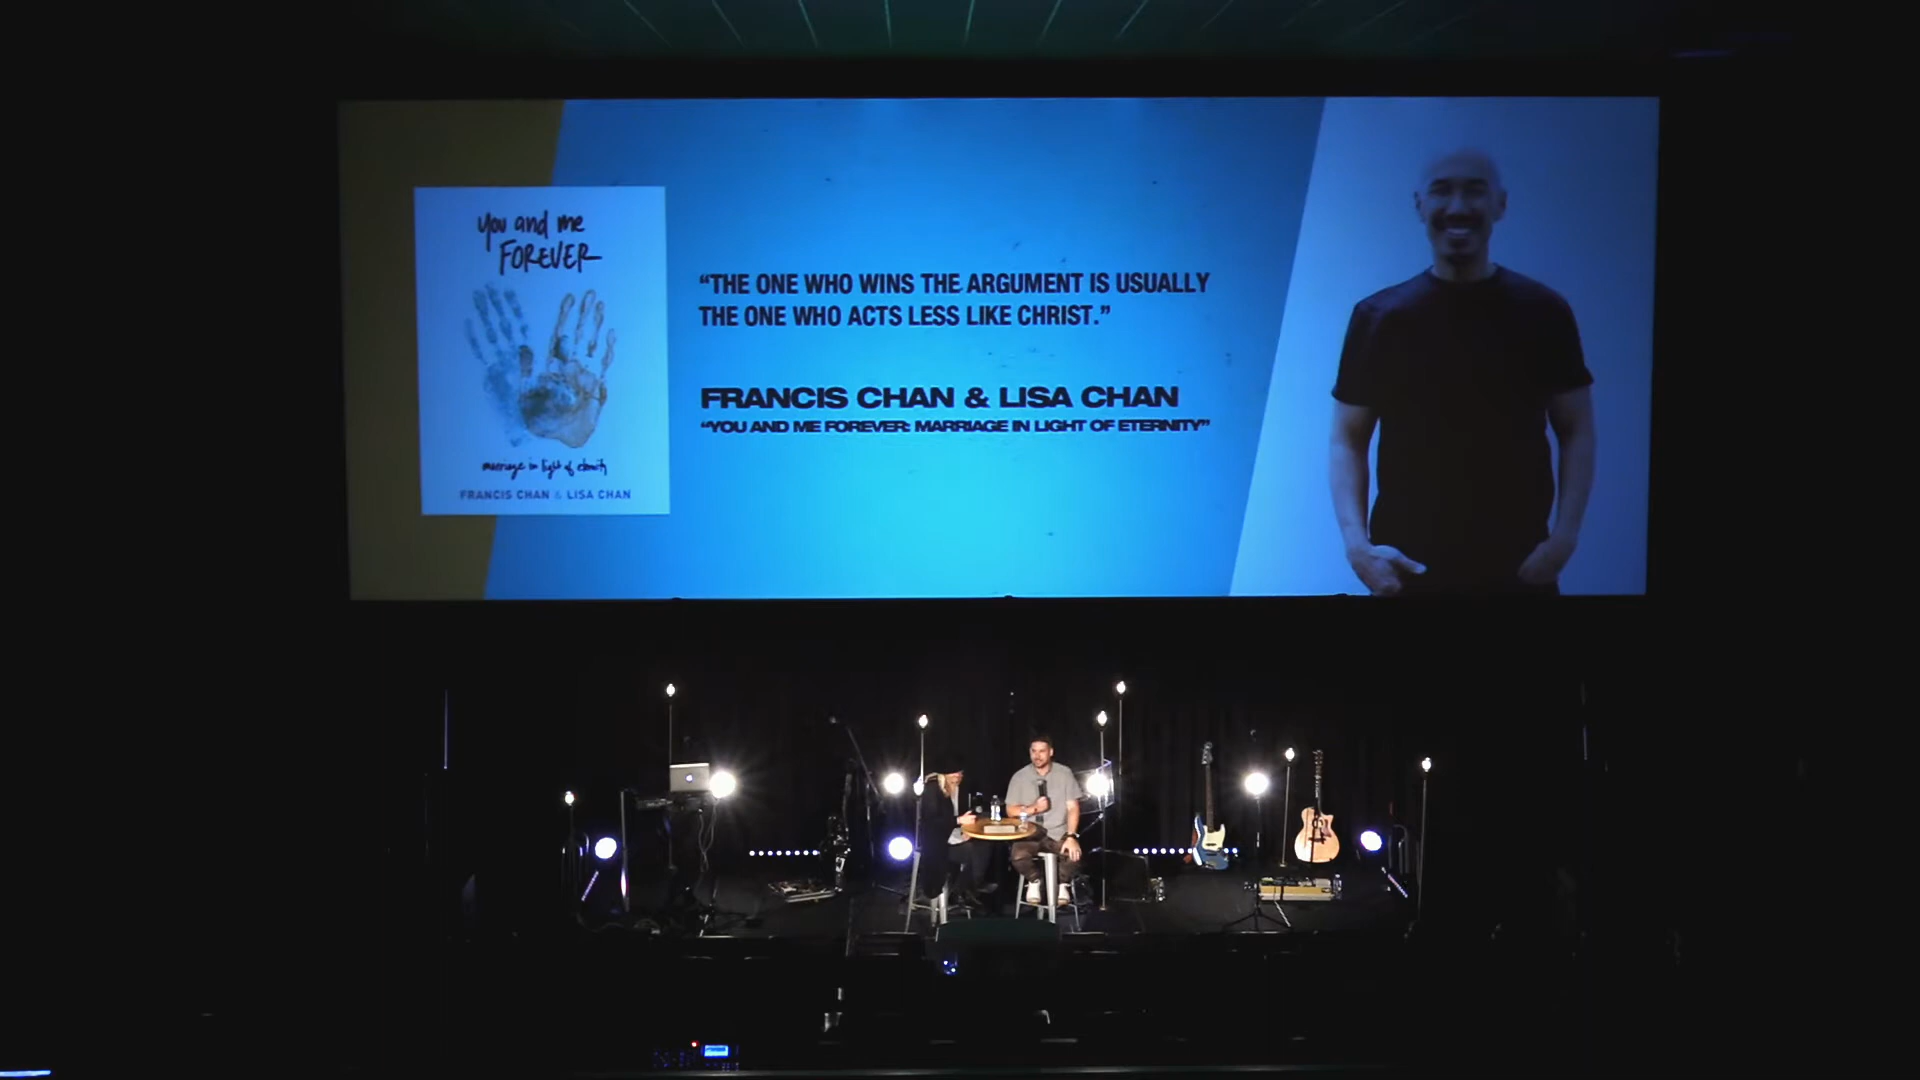 You and me
FOREVER
marriage in light of eternity
FRANCIS CHAN & LISA CHAN
“THE ONE WHO WINS THE ARGUMENT IS USUALLY
THE ONE WHO ACTS LESS LIKE CHRIST.”
FRANCIS CHAN & LISA CHAN
“YOU AND ME FOREVER: MARRIAGE IN LIGHT OF ETERNITY”